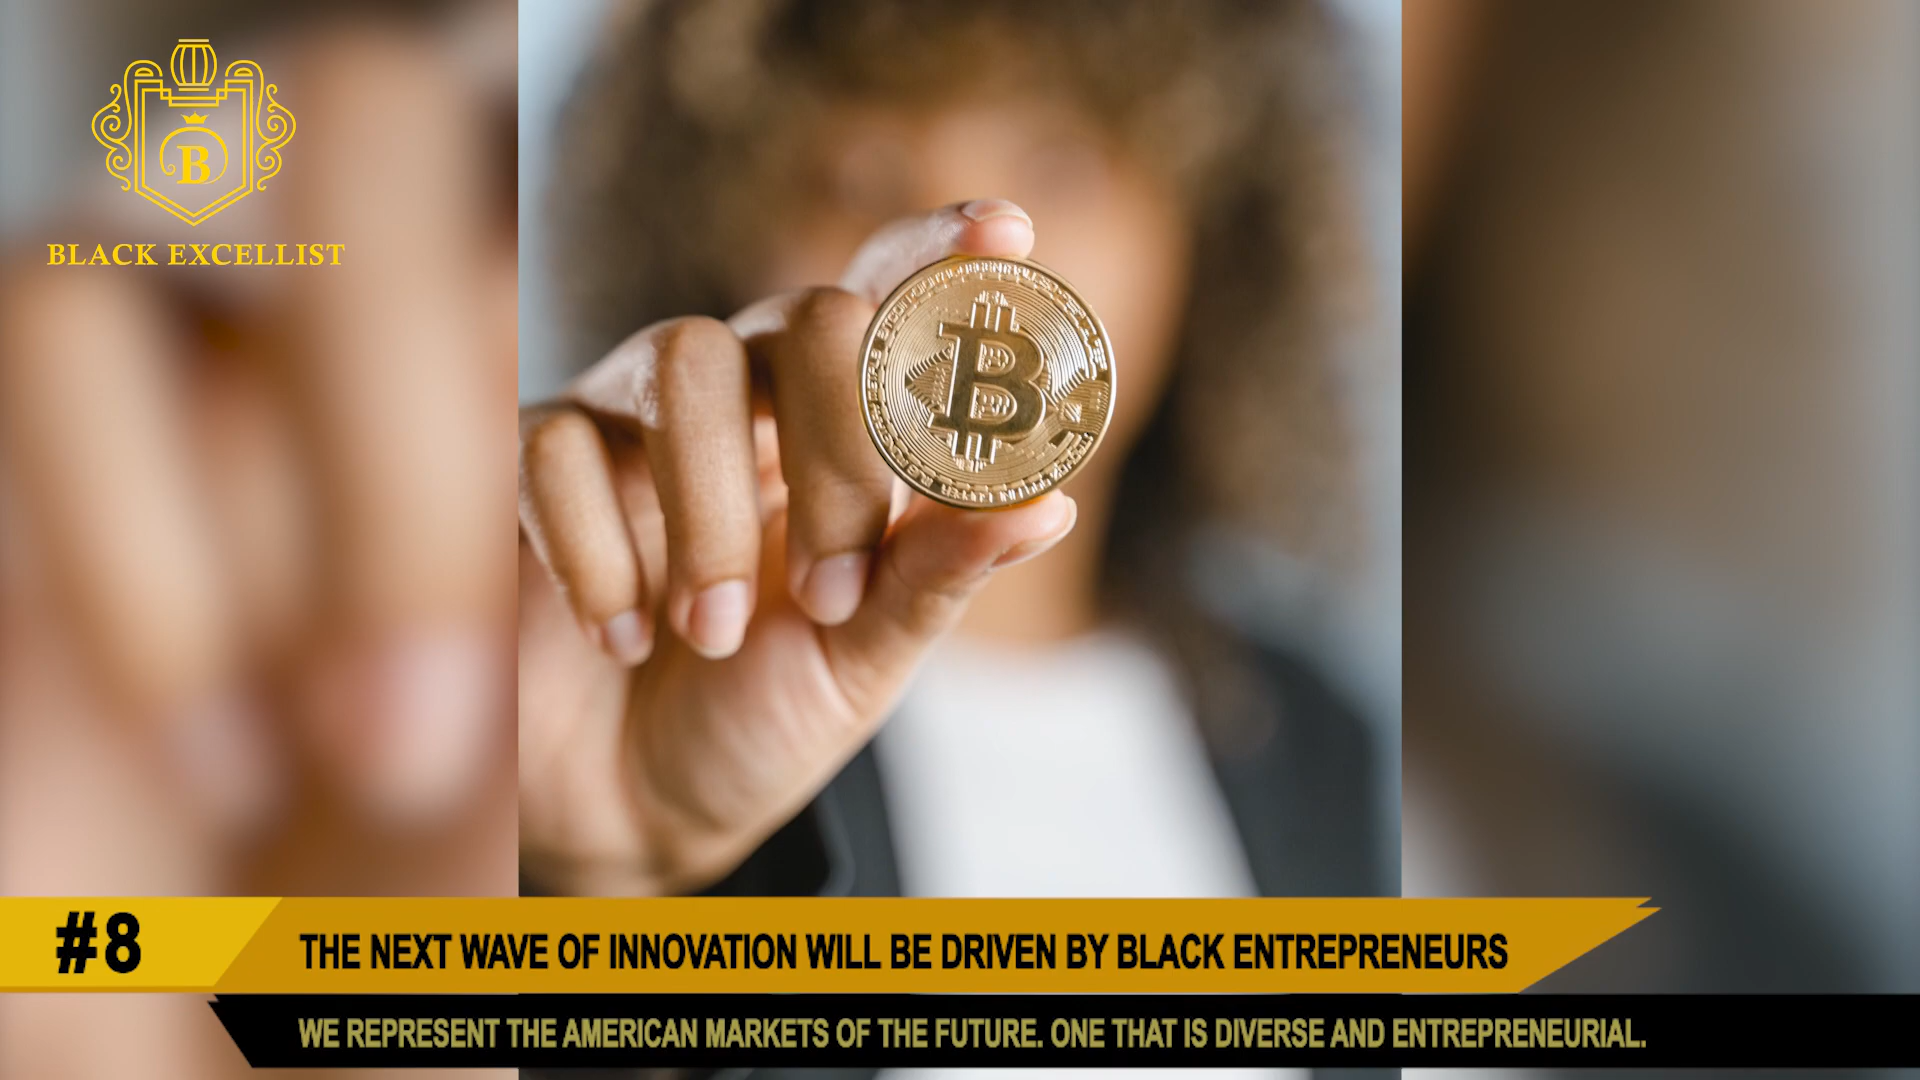 B
BLACK EXCELLIST
BITCOIN
B
#8
THE NEXT WAVE OF INNOVATION WILL BE DRIVEN BY BLACK ENTREPRENEURS
WE REPRESENT THE AMERICAN MARKETS OF THE FUTURE. ONE THAT IS DIVERSE AND ENTREPRENEURIAL.